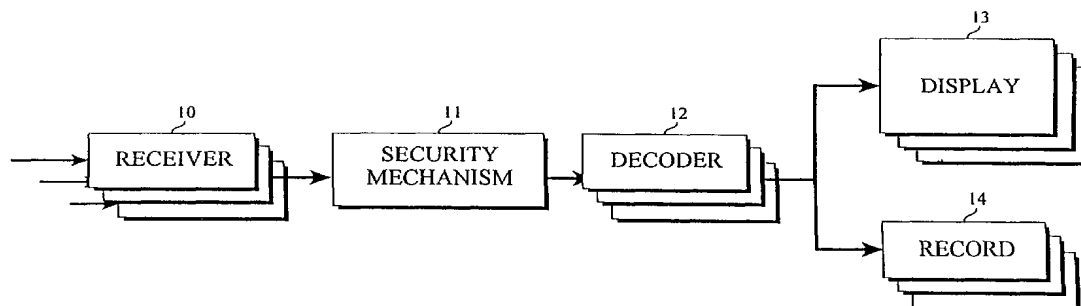 10
RECEIVER
11
SECURITY
MECHANISM
12
DECODER
13
DISPLAY
14
RECORD